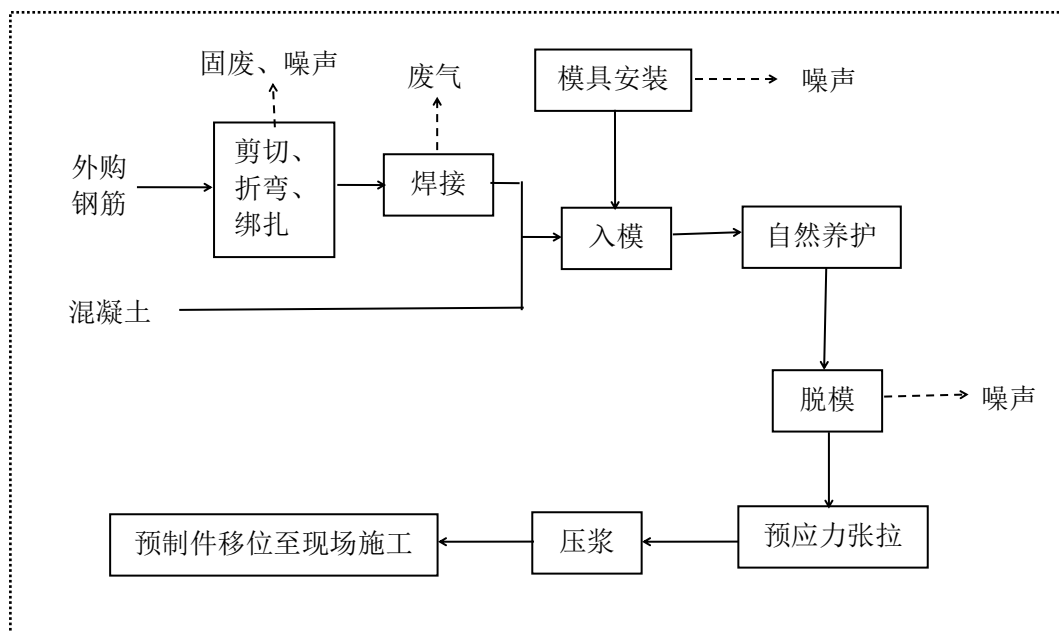 固废、噪声
废气
模具安装
噪声
外购
钢筋
剪切、
折弯、
绑扎
焊接
入模
自然养护
混凝土
脱模
噪声
预制件移位至现场施工
压浆
预应力张拉